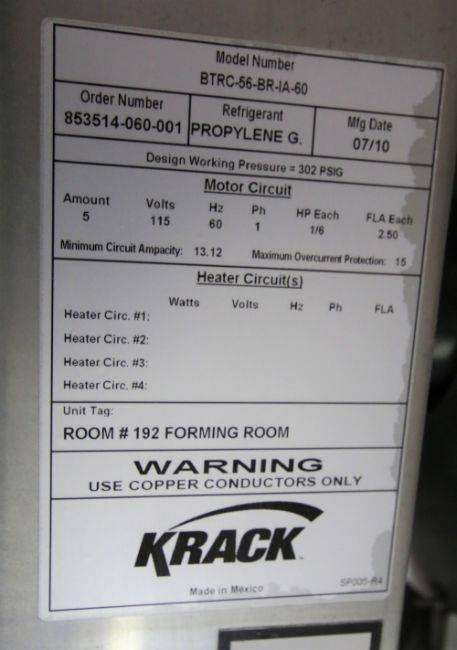 Model Number
BTRC-56-BR-IA-60
Order Number Refrigerant Mfg Date
853514-060-001 PROPYLENE G. 07/10
Design Working Pressure = 302 PSIG
Motor Circuit
Amount Volts Hz Ph HP Each FLA Each
5 115 60 1 1/6 2.50
Minimum Circuit Ampacity: 13.12 Maximum Overcurrent Protection: 15
Heater Circuit(s)
Watts Volts Hz Ph FLA
Heater Circ. #1:
Heater Circ. #2:
Heater Circ. #3:
Heater Circ. #4:
Unit Tag:
ROOM # 192 FORMING ROOM
WARNING
USE COPPER CONDUCTORS ONLY
KRACK
Made in Mexico SP005-R4